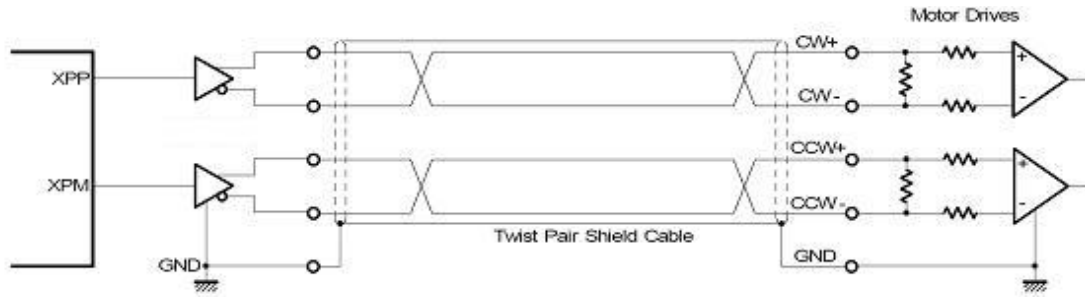 Motor Drives
CW+
XPP
+
-
CW-
CCW+
+
XPM
-
CCW-
Twist Pair Shield Cable
GND
GND